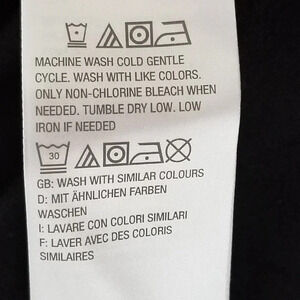 MACHINE WASH COLD GENTLE
CYCLE. WASH WITH LIKE COLORS.
ONLY NON-CHLORINE BLEACH WHEN
NEEDED. TUMBLE DRY LOW. LOW
IRON IF NEEDED
30
GB: WASH WITH SIMILAR COLOURS
D: MIT ÄHNLICHEN FARBEN
WASCHEN
I: LAVARE CON COLORI SIMILARI
F: LAVER AVEC DES COLORIS
SIMILAIRES